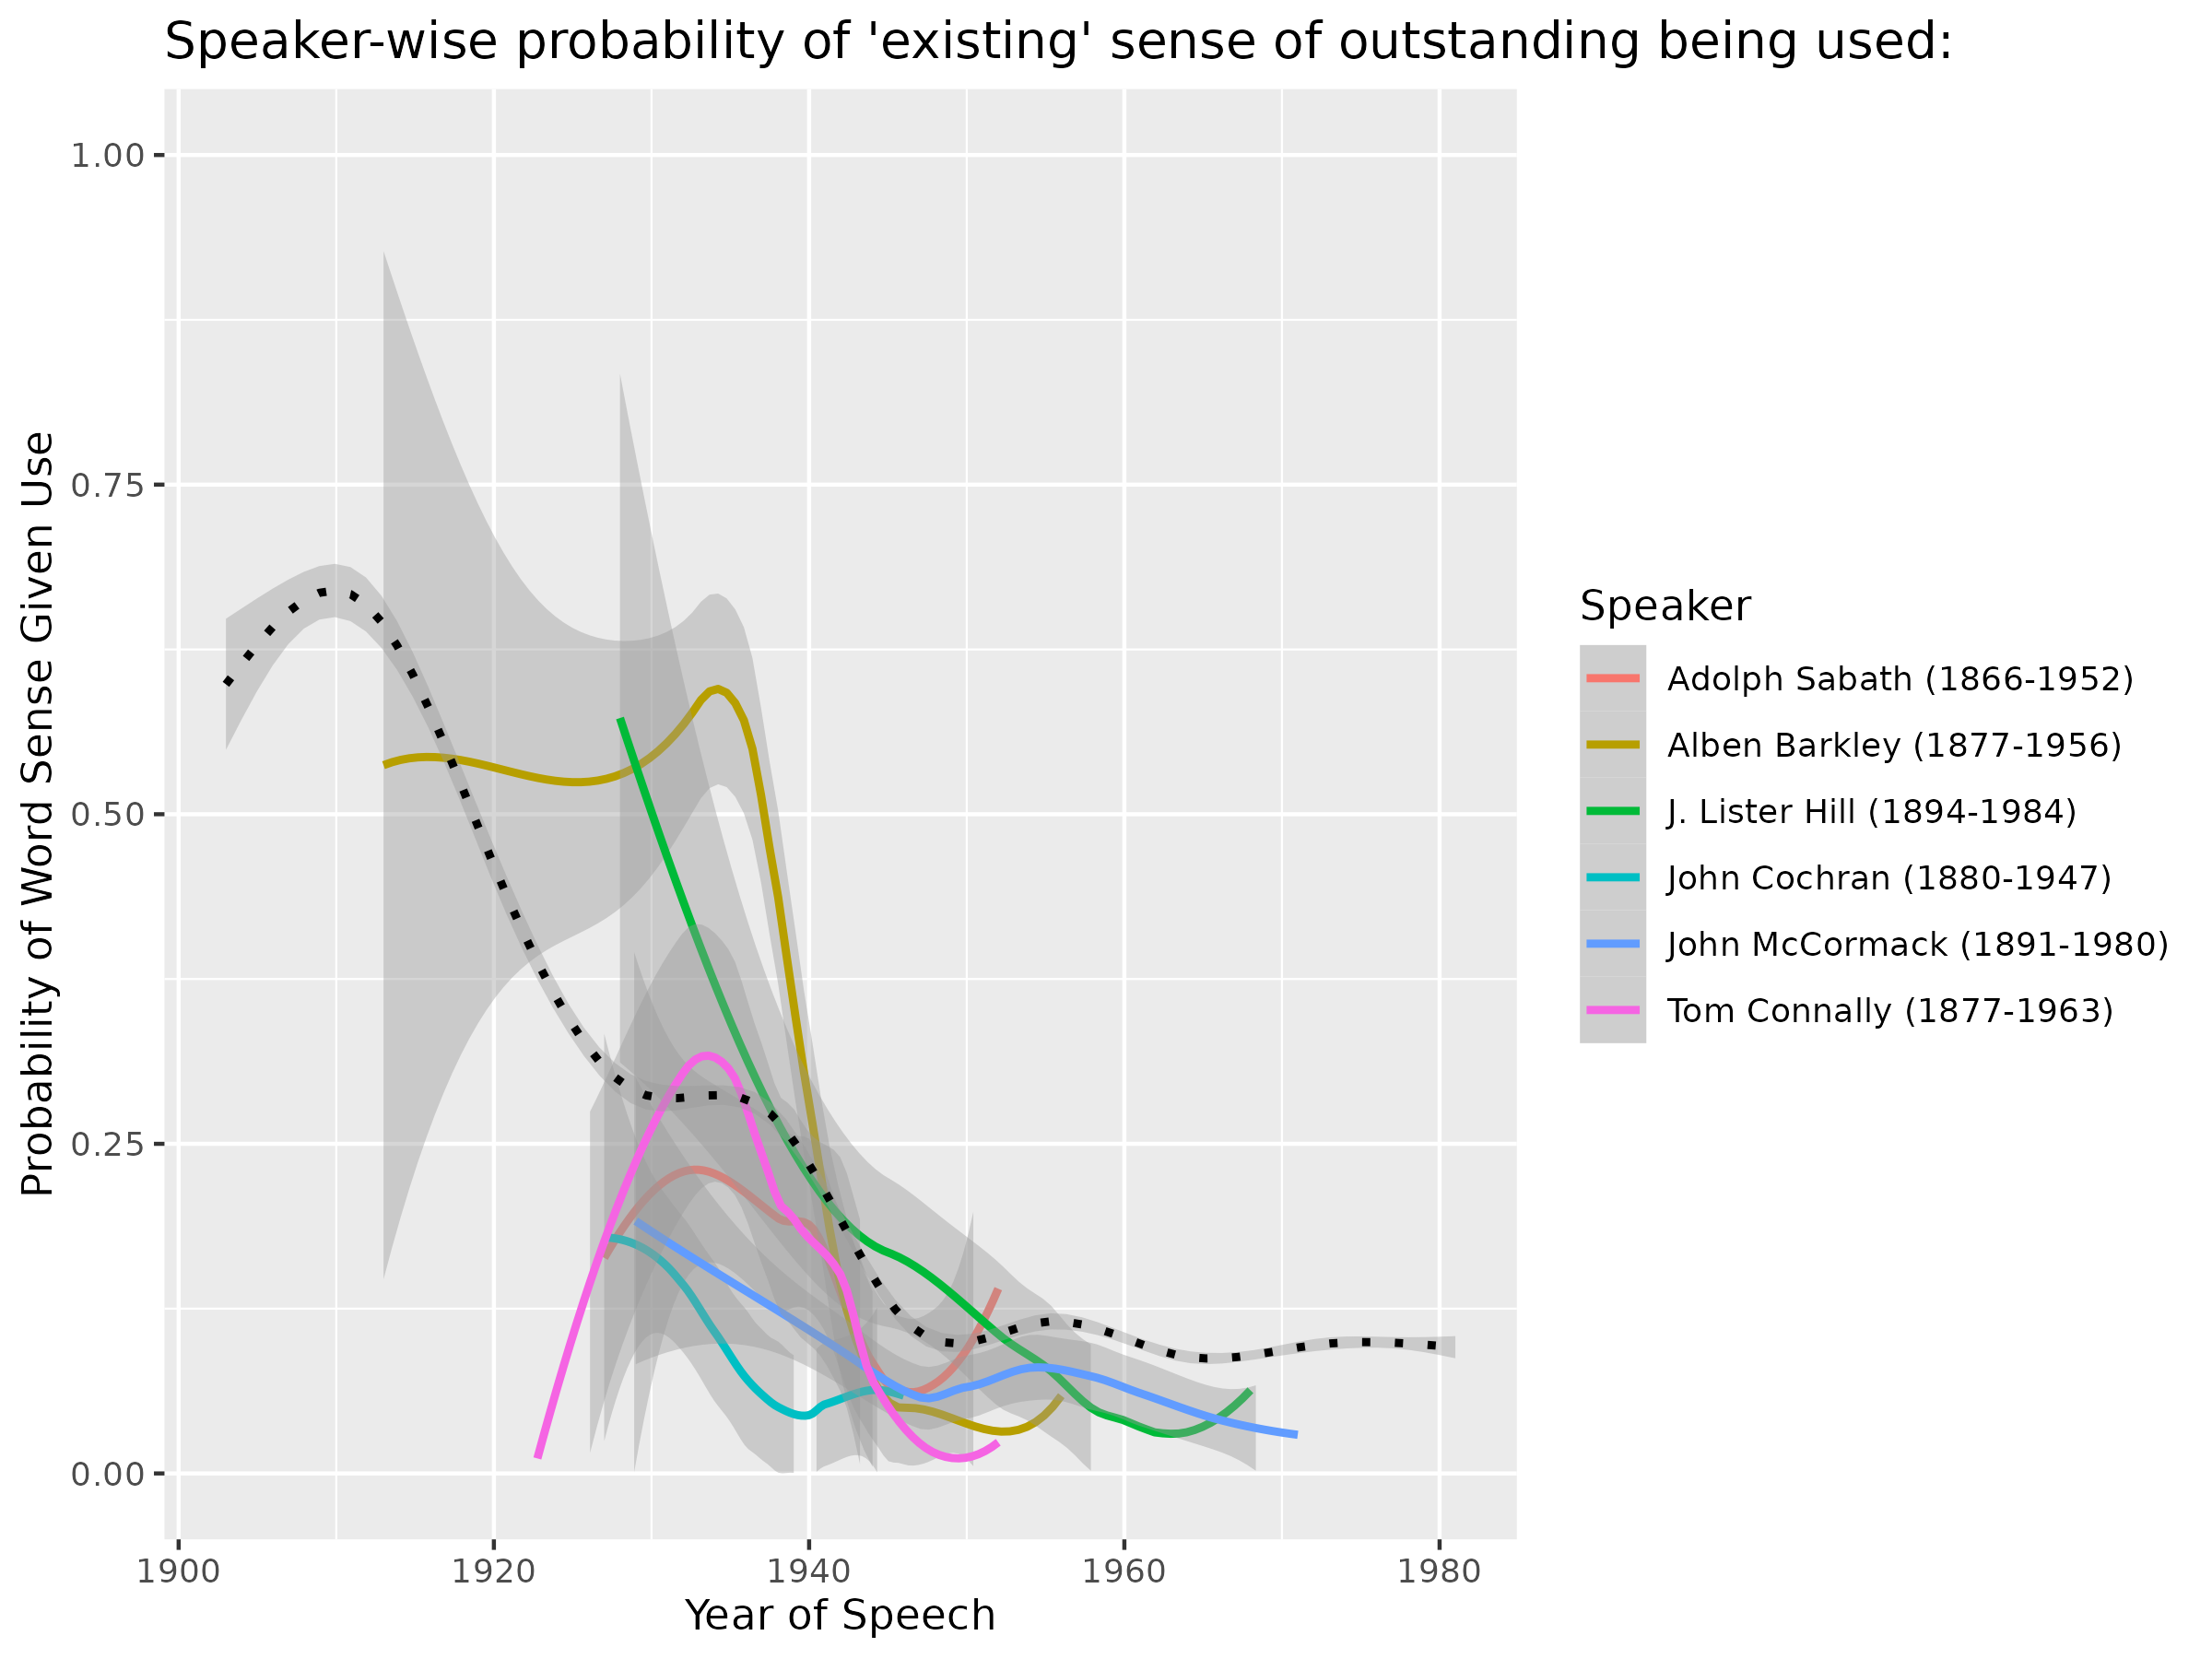 Speaker-wise probability of 'existing' sense of outstanding being used:
Probability of Word Sense Given Use
1.00
0.75
0.50
0.25
0.00
1900
1920
1940
1960
1980
Year of Speech
Speaker
Adolph Sabath (1866-1952)
Alben Barkley (1877-1956)
J. Lister Hill (1894-1984)
John Cochran (1880-1947)
John McCormack (1891-1980)
Tom Connally (1877-1963)